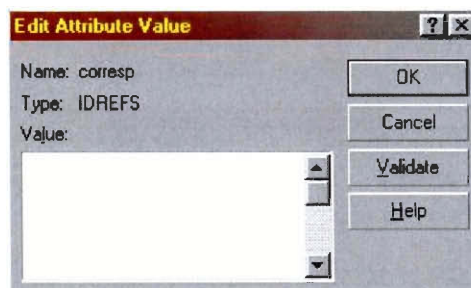 Edit Attribute Value
Name: corresp
Type: IDREFS
Value:
OK
Cancel
Validate
Help